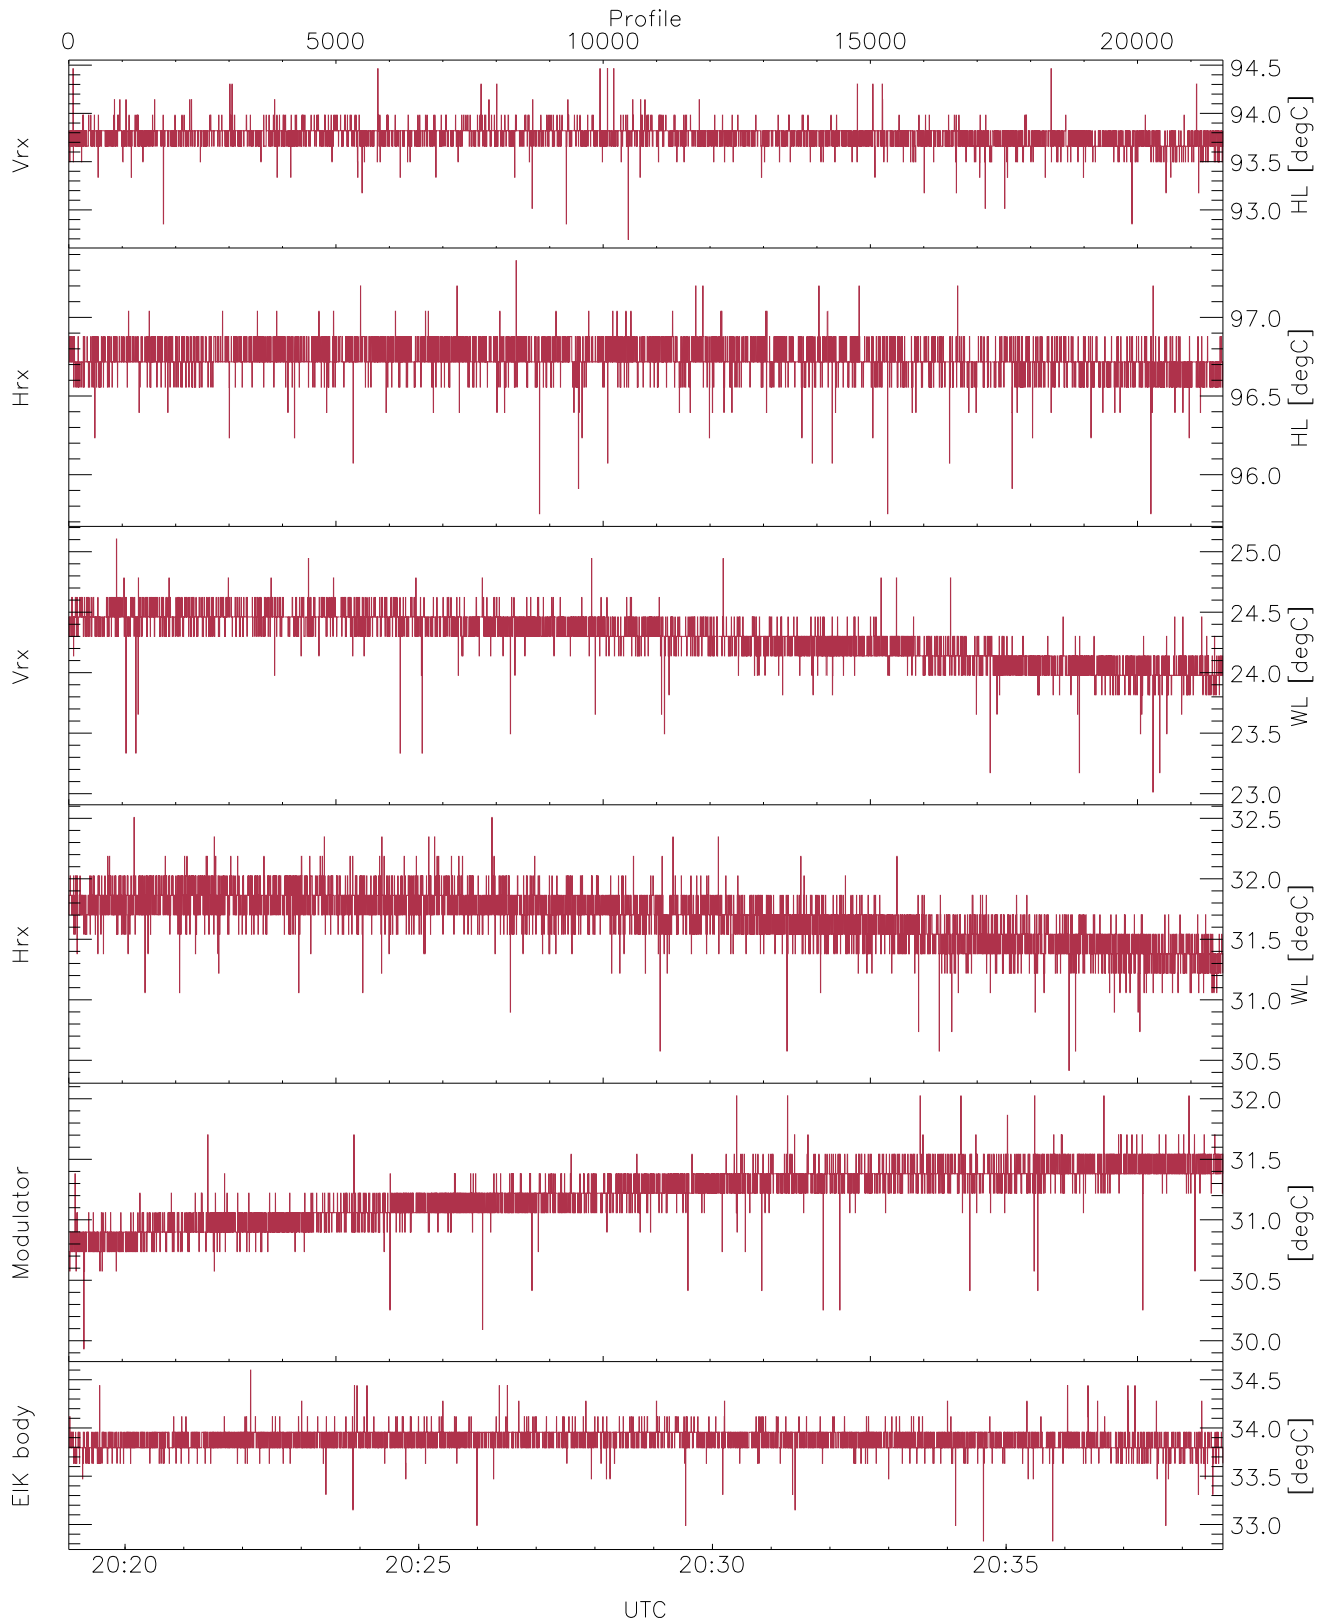 Profile
0 5000 10000 15000 20000
Vrx
94.5
94.0
93.5
93.0
HL [degC]
Hrx
97.0
96.5
96.0
HL [degC]
Vrx
25.0
24.5
24.0
23.5
23.0
WL [degC]
Hrx
32.5
32.0
31.5
31.0
30.5
WL [degC]
Modulator
32.0
31.5
31.0
30.5
30.0
[degC]
EIK body
34.5
34.0
33.5
33.0
[degC]
20:20 20:25 20:30 20:35
UTC